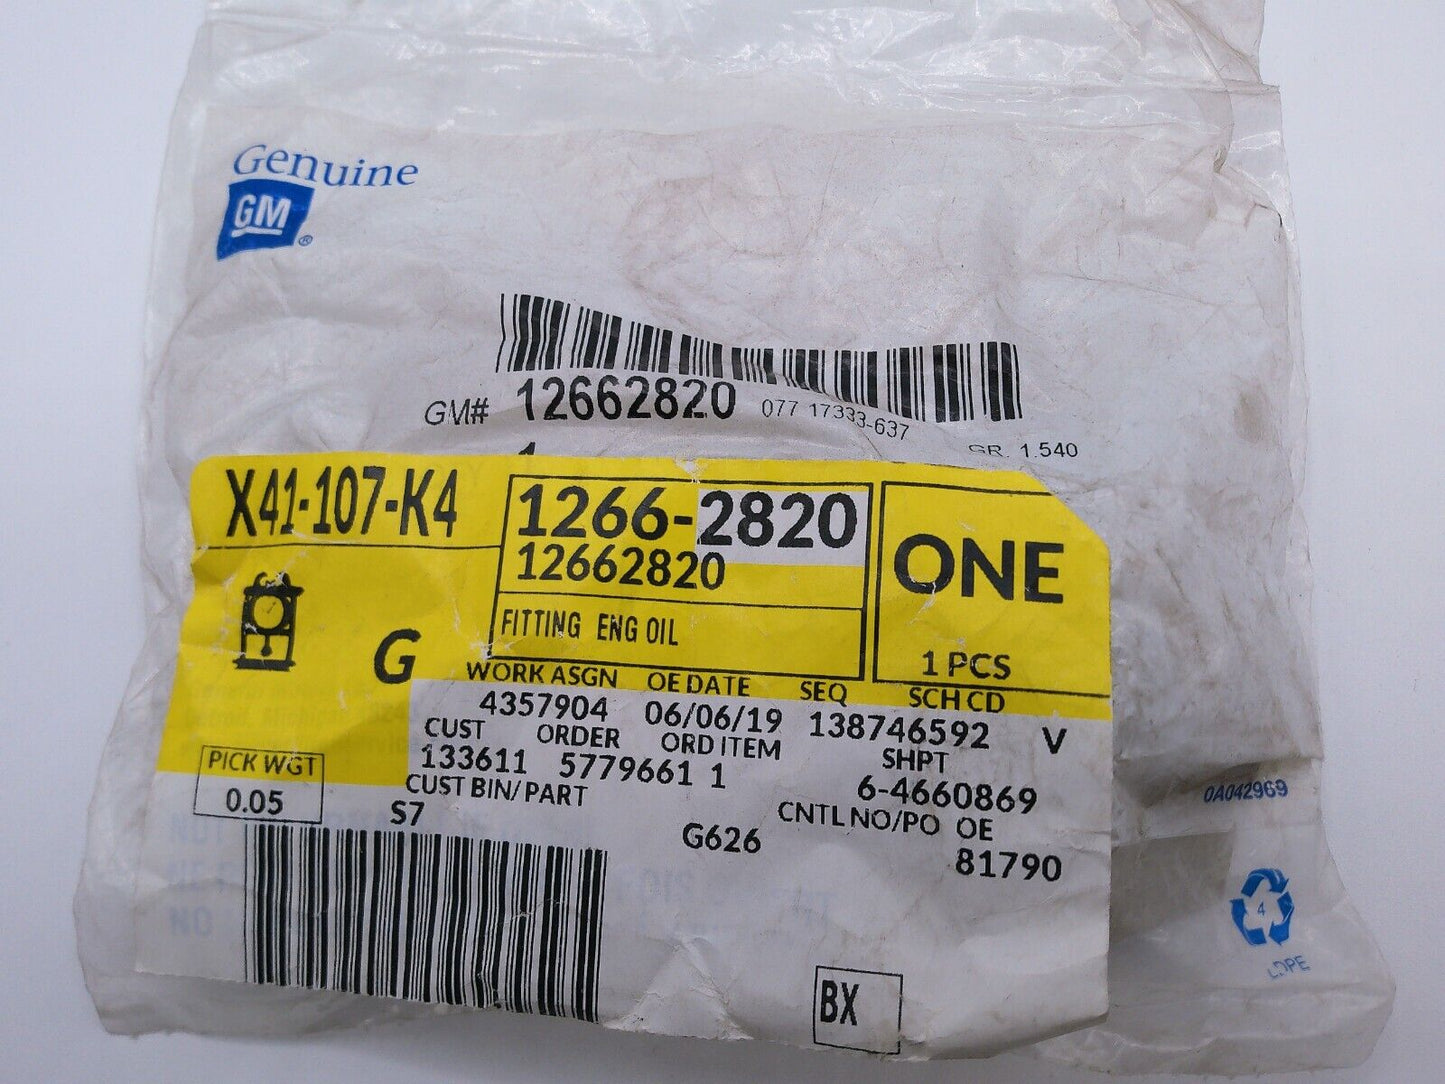 Genuine
GM ®
GM# 12662820 077 17333-637
GR. 1.540
1
X41-107-K4
1266-2820
12662820
ONE
FITTING ENG OIL
G
1 PCS
WORK ASGN OE DATE SEQ SCH CD
4357904 06/06/19 138746592 V
CUST ORDER ORD ITEM SHPT
133611 5779661 1 6-4660869
PICK WGT
0.05
CUST BIN/PART
S7
CNTL NO/PO OE
G626
81790
0A042969
4
LDPE
BX